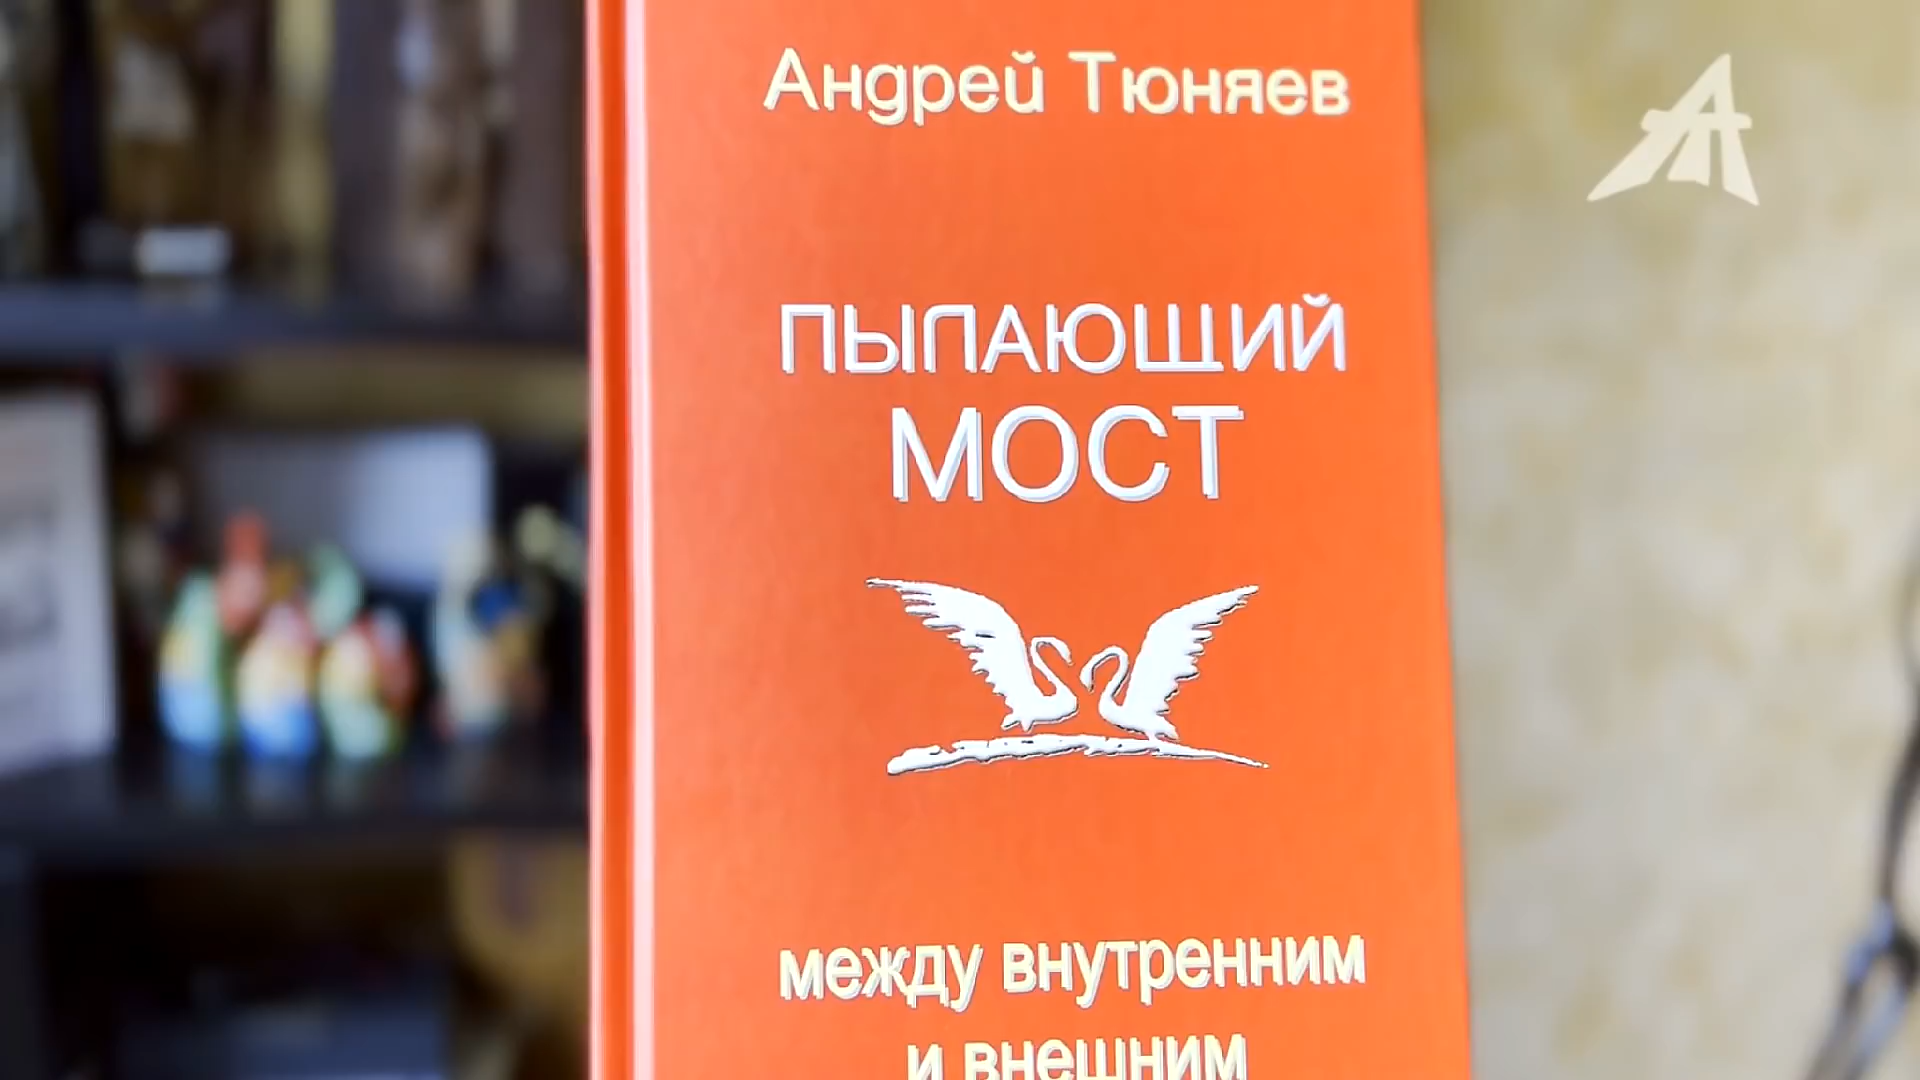 Андрей Тюняев
ПЫЛАЮЩИЙ
МОСТ
между внутренним
и внешним